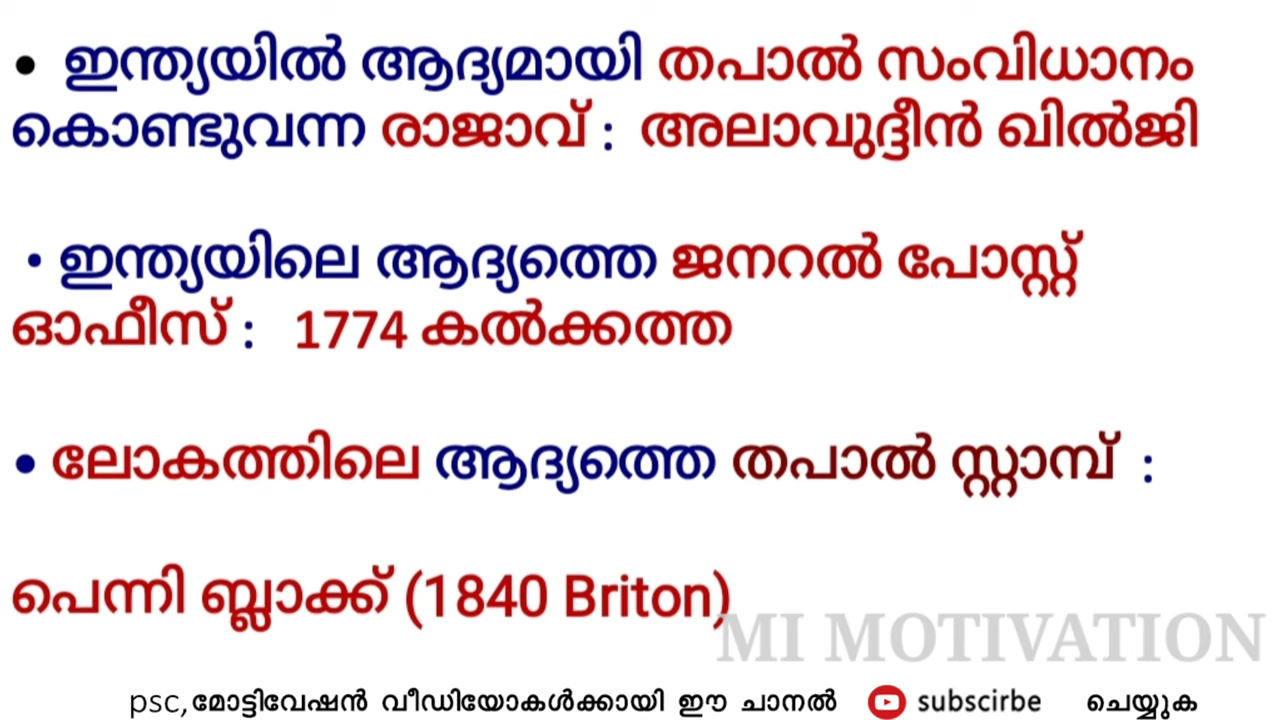 • ഇന്ത്യയിൽ ആദ്യമായി തപാൽ സംവിധാനം
കൊണ്ടുവന്ന രാജാവ് : അലാവുദ്ദീൻ ഖിൽജി
• ഇന്ത്യയിലെ ആദ്യത്തെ ജനറൽ പോസ്റ്റ്
ഓഫീസ് : 1774 കൽക്കത്ത
• ലോകത്തിലെ ആദ്യത്തെ തപാൽ സ്റ്റാമ്പ് :
പെന്നി ബ്ലാക്ക് (1840 Briton)
MI MOTIVATION
psc,മോട്ടിവേഷൻ വീഡിയോകൾക്കായി ഈ ചാനൽ subscirbe ചെയ്യുക